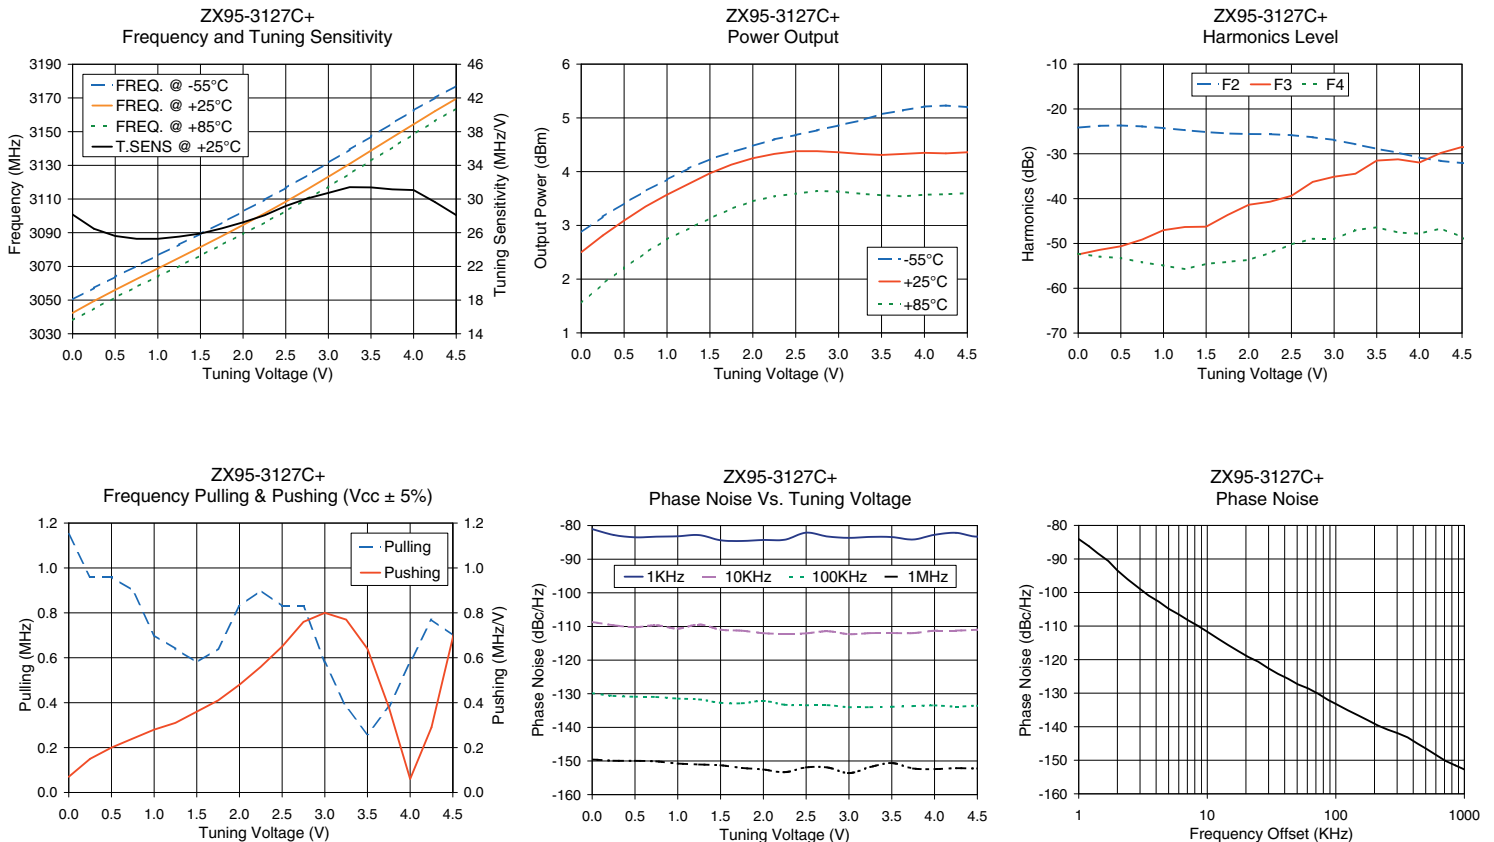 ZX95-3127C+
Frequency and Tuning Sensitivity
3190
3170
3150
3130
3110
3090
3070
3050
3030
Frequency (MHz)
FREQ. @ -55°C
FREQ. @ +25°C
FREQ. @ +85°C
T.SENS @ +25°C
46
42
38
34
30
26
22
18
14
Tuning Sensitivity (MHz/V)
0.0 0.5 1.0 1.5 2.0 2.5 3.0 3.5 4.0 4.5
Tuning Voltage (V)
ZX95-3127C+
Power Output
6
5
4
3
2
1
Output Power (dBm)
-55°C
+25°C
+85°C
0.0 0.5 1.0 1.5 2.0 2.5 3.0 3.5 4.0 4.5
Tuning Voltage (V)
ZX95-3127C+
Harmonics Level
-10
-20
-30
-40
-50
-60
-70
Harmonics (dBc)
F2 F3 F4
0.0 0.5 1.0 1.5 2.0 2.5 3.0 3.5 4.0 4.5
Tuning Voltage (V)
ZX95-3127C+
Frequency Pulling & Pushing (Vcc ± 5%)
1.2
1.0
0.8
0.6
0.4
0.2
0.0
Pulling (MHz)
Pulling
Pushing
1.2
1.0
0.8
0.6
0.4
0.2
0.0
Pushing (MHz/V)
0.0 0.5 1.0 1.5 2.0 2.5 3.0 3.5 4.0 4.5
Tuning Voltage (V)
ZX95-3127C+
Phase Noise Vs. Tuning Voltage
-80
-90
-100
-110
-120
-130
-140
-150
-160
Phase Noise (dBc/Hz)
1KHz 10KHz 100KHz 1MHz
0.0 0.5 1.0 1.5 2.0 2.5 3.0 3.5 4.0 4.5
Tuning Voltage (V)
ZX95-3127C+
Phase Noise
-80
-90
-100
-110
-120
-130
-140
-150
-160
Phase Noise (dBc/Hz)
1 10 100 1000
Frequency Offset (KHz)